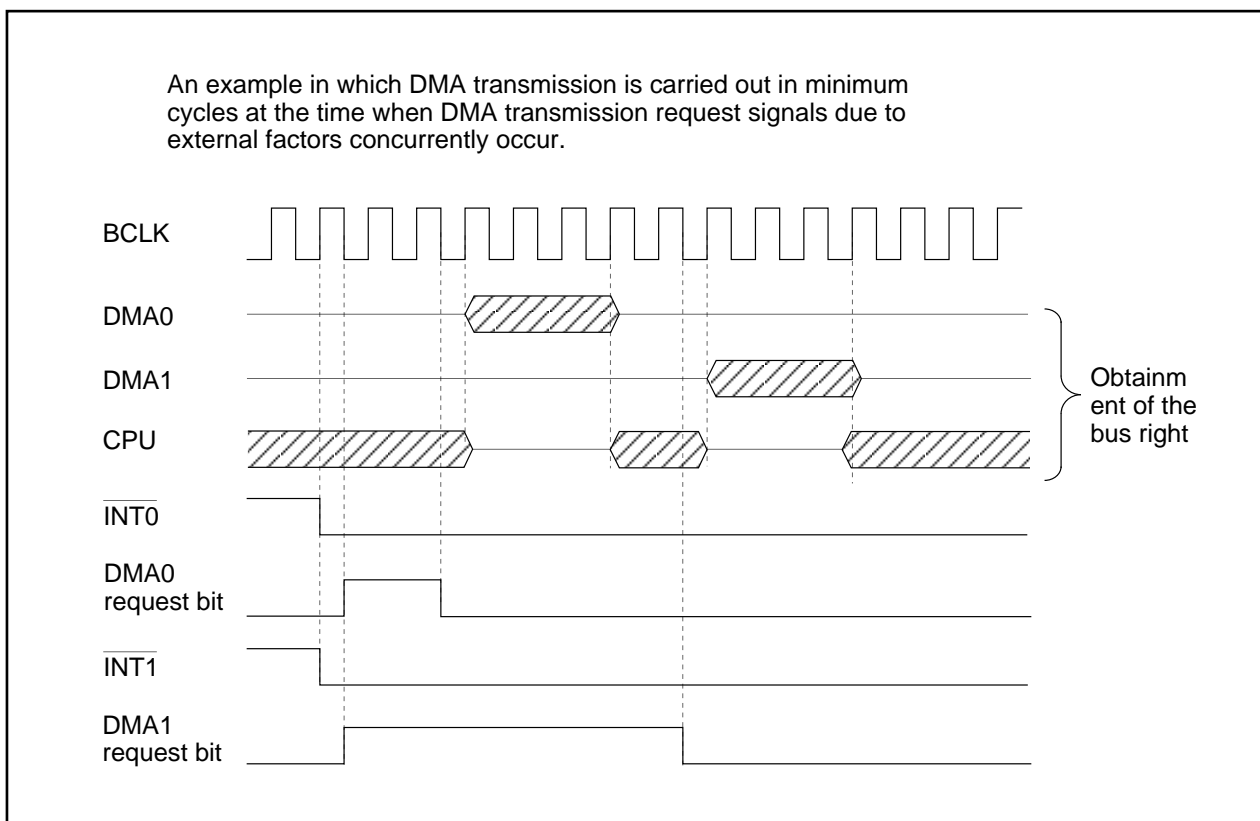 An example in which DMA transmission is carried out in minimum
cycles at the time when DMA transmission request signals due to
external factors concurrently occur.
BCLK
DMA0
DMA1
CPU
Obtainm
ent of the
bus right
INT0
DMA0
request bit
INT1
DMA1
request bit